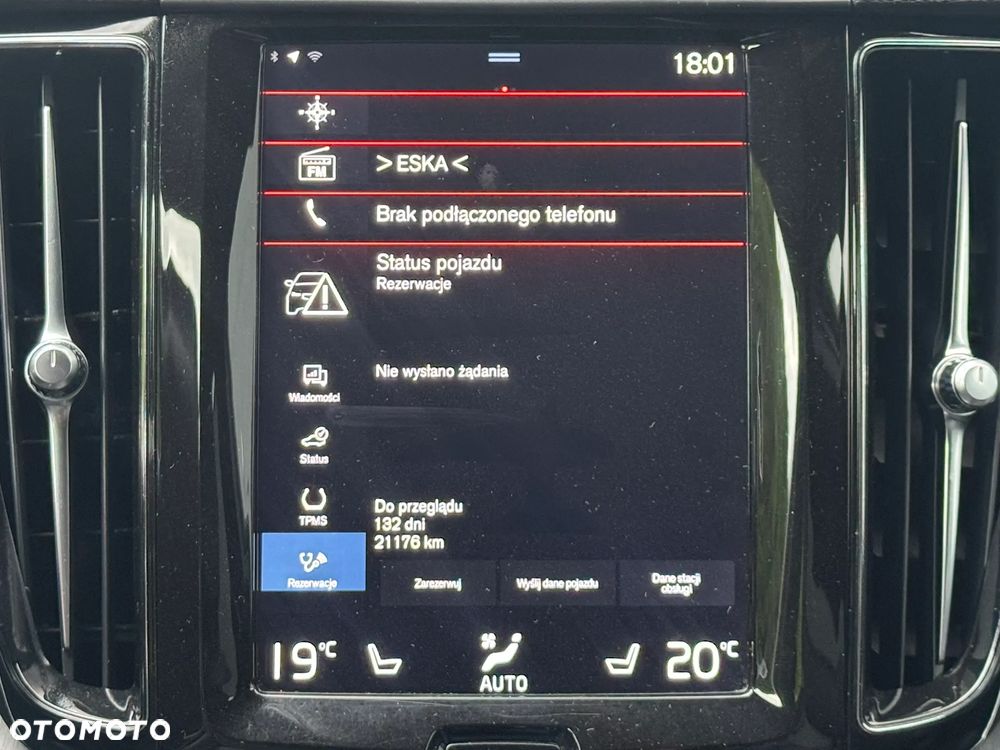 18:01
FM
>ESKA<
Brak podłączonego telefonu
Status pojazdu
Rezerwacje
Nie wysłano żądania
Wiadomości
Status
TPMS
Do przeglądu
132 dni
21176 km
Rezerwacje
Zarezerwuj
Wyślij dane pojazdu
Dane stacji
obsługi
19°C
AUTO
20°C
OTOMOTO